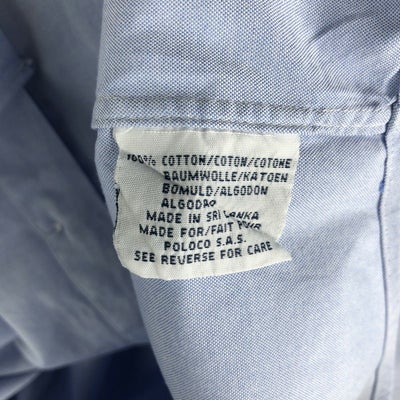 100% COTTON/COTON/COTONE
BAUMWOLLE/KATOEN
BOMULD/ALGODON
ALGODAO
MADE IN SRI LANKA
MADE FOR/FAIT POUR
POLOCO S.A.S.
SEE REVERSE FOR CARE